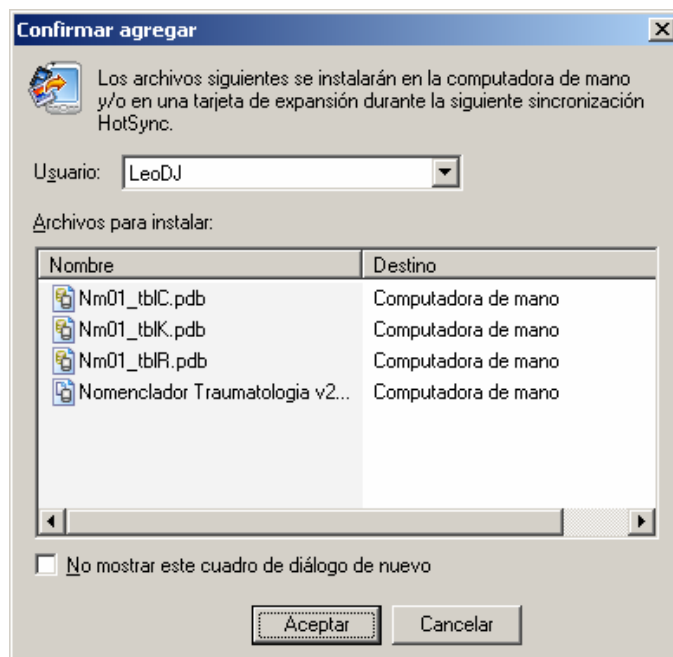 Confirmar agregar
Los archivos siguientes se instalarán en la computadora de mano
y/o en una tarjeta de expansión durante la siguiente sincronización
HotSync.
Usuario: LeoDJ
Archivos para instalar:
Nombre Destino
Nm01_tblC.pdb Computadora de mano
Nm01_tblK.pdb Computadora de mano
Nm01_tblR.pdb Computadora de mano
Nomenclador Traumatologia v2... Computadora de mano
No mostrar este cuadro de diálogo de nuevo
Aceptar Cancelar